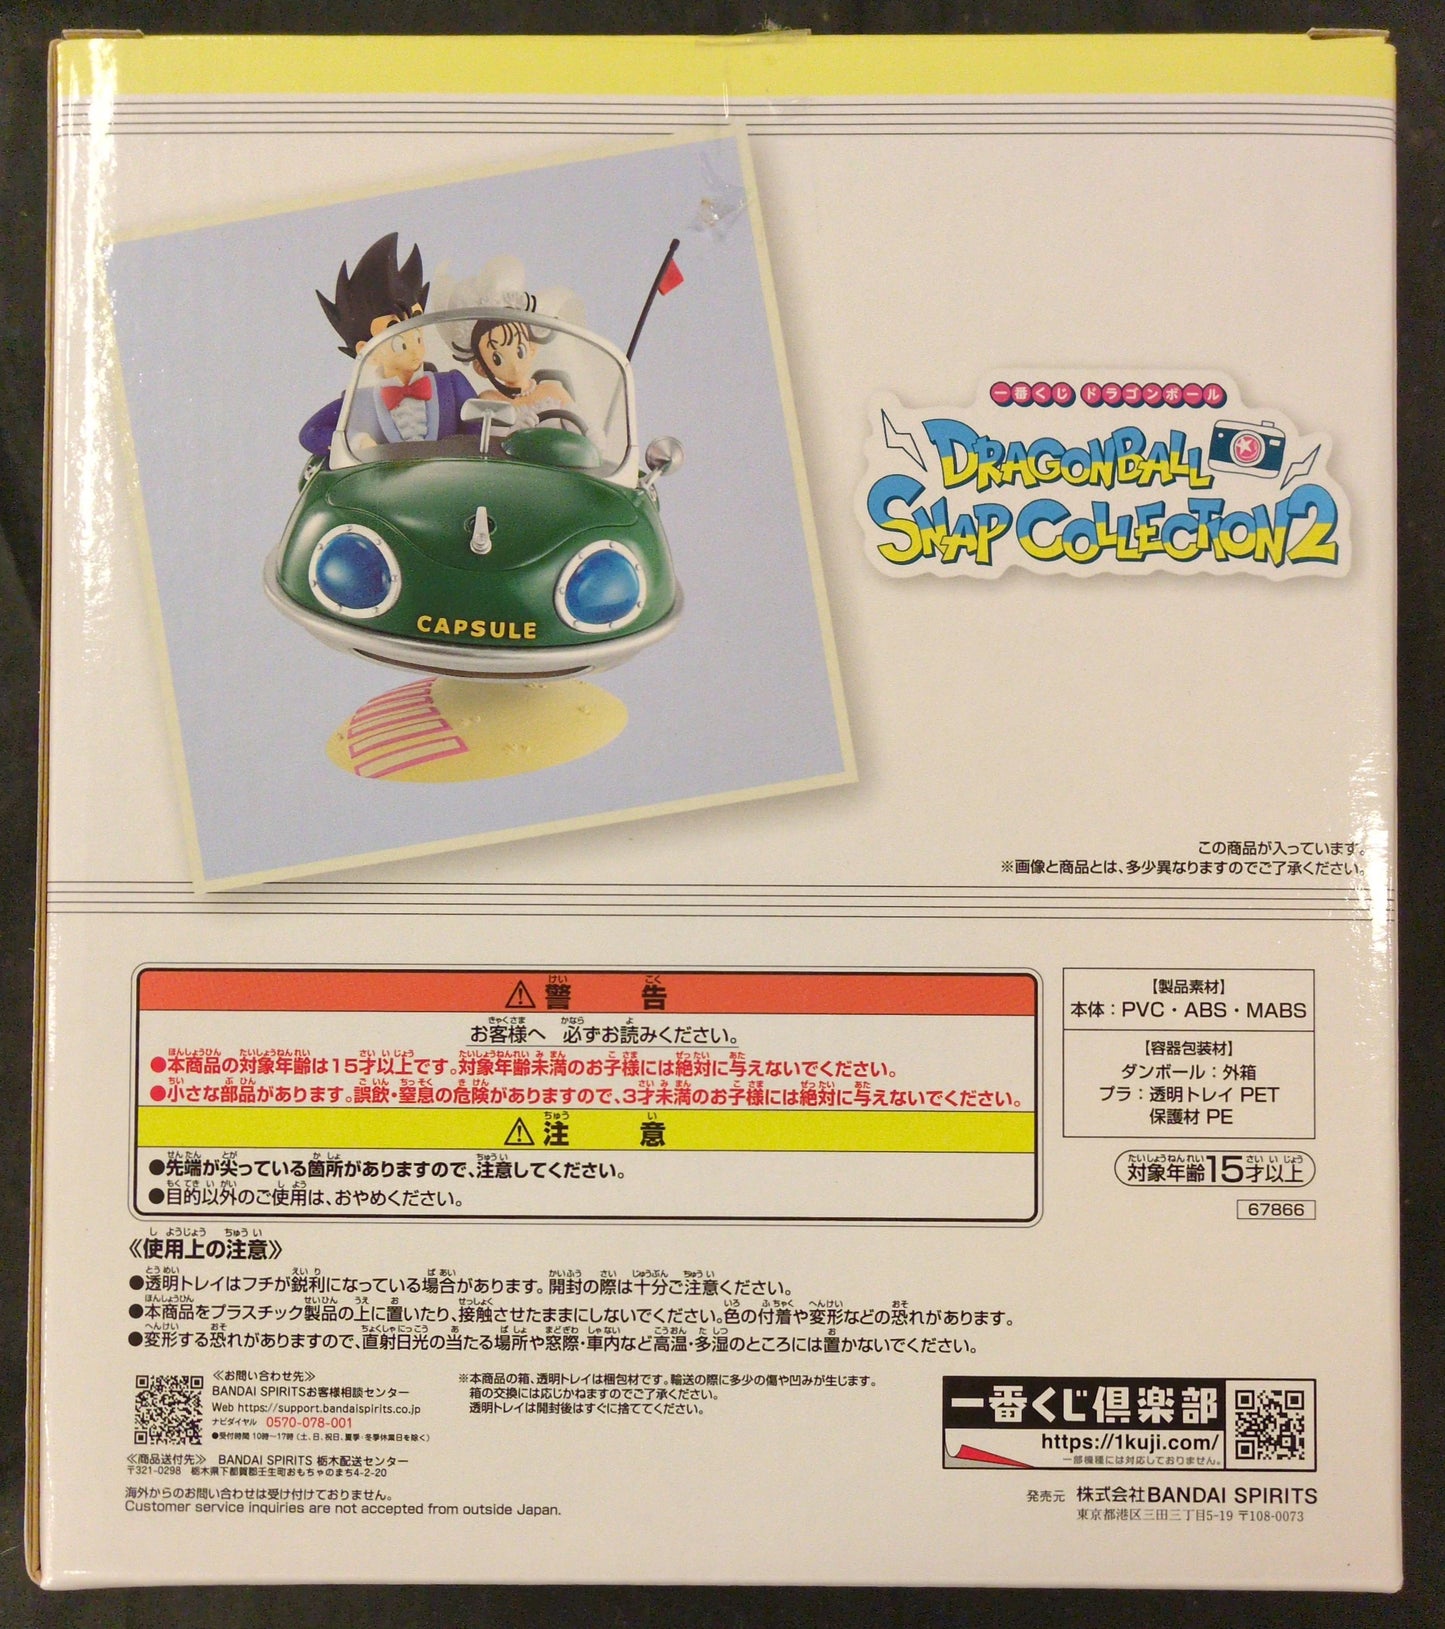 一番くじ ドラゴンボール
DRAGONBALL
SNAP COLLECTION2
CAPSULE
この商品が入っています。
※画像と商品とは、多少異なりますのでご了承ください。
⚠警告
お客様へ 必ずお読みください。
●本商品の対象年齢は15才以上です。対象年齢未満のお子様には絶対に与えないでください。
●小さな部品があります。誤飲・窒息の危険がありますので、3才未満のお子様には絶対に与えないでください。
⚠注意
●先端が尖っている箇所がありますので、注意してください。
●目的以外のご使用は、おやめください。
【製品素材】
本体：PVC・ABS・MABS
【容器包装材】
ダンボール：外箱
プラ：透明トレイ PET
保護材 PE
対象年齢15才以上
67866
《使用上の注意》
●透明トレイはフチが鋭利になっている場合があります。開封の際は十分ご注意ください。
●本商品をプラスチック製品の上に置いたり、接触させたままにしないでください。色の付着や変形などの恐れがあります。
●変形する恐れがありますので、直射日光の当たる場所や窓際・車内など高温・多湿のところには置かないでください。
≪お問い合わせ先≫
BANDAI SPIRITSお客様相談センター
Web https://support.bandaispirits.co.jp
ナビダイヤル 0570-078-001
●受付時間 10時〜17時（土、日、祝日、夏季・冬季休業日を除く）
≪商品送付先≫ BANDAI SPIRITS 栃木配送センター
〒321-0298 栃木県下都賀郡壬生町おもちゃのまち4-2-20
海外からのお問い合わせは受け付けておりません。
Customer service inquiries are not accepted from outside Japan.
※本商品の箱、透明トレイは梱包材です。輸送の際に多少の傷や凹みが生じます。
箱の交換には応じかねますのでご了承ください。
透明トレイは開封後はすぐに捨ててください。
一番くじ倶楽部
https://1kuji.com/
一部機種には対応しておりません。
発売元 株式会社BANDAI SPIRITS
東京都港区三田三丁目5-19 〒108-0073